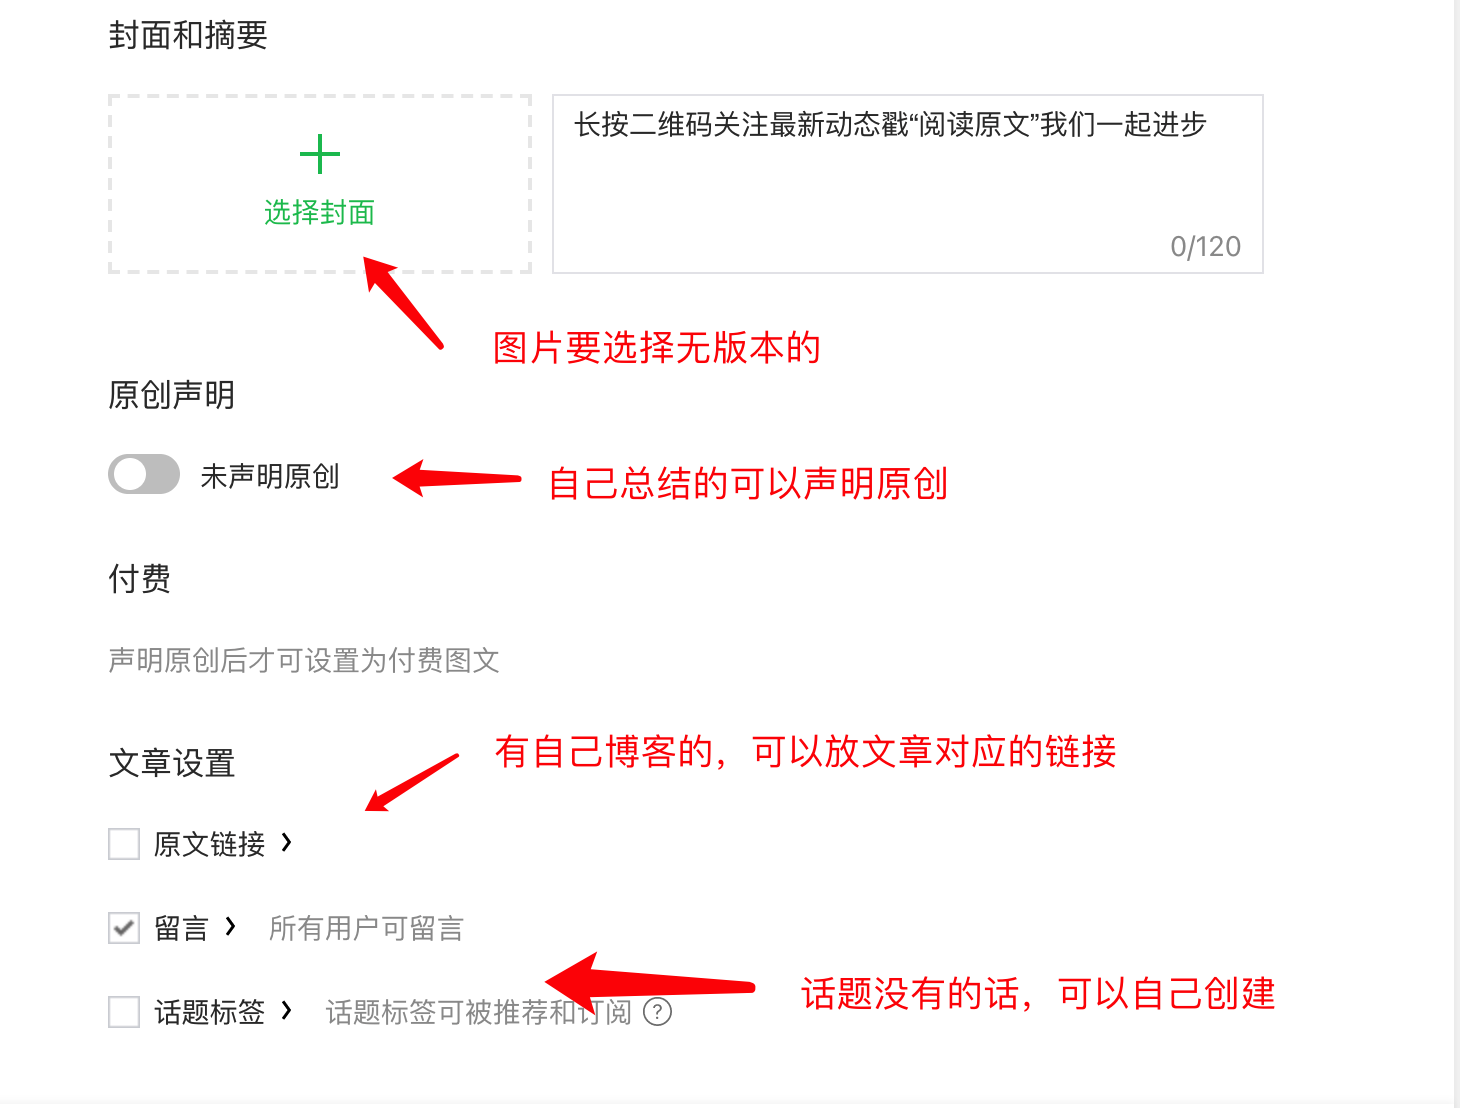 封面和摘要
选择封面
长按二维码关注最新动态戳“阅读原文”我们一起进步
0/120
图片要选择无版本的
原创声明
未声明原创
自己总结的可以声明原创
付费
声明原创后才可设置为付费图文
文章设置
有自己博客的，可以放文章对应的链接
原文链接
留言 所有用户可留言
话题没有的话，可以自己创建
话题标签 话题标签可被推荐和订阅 ?